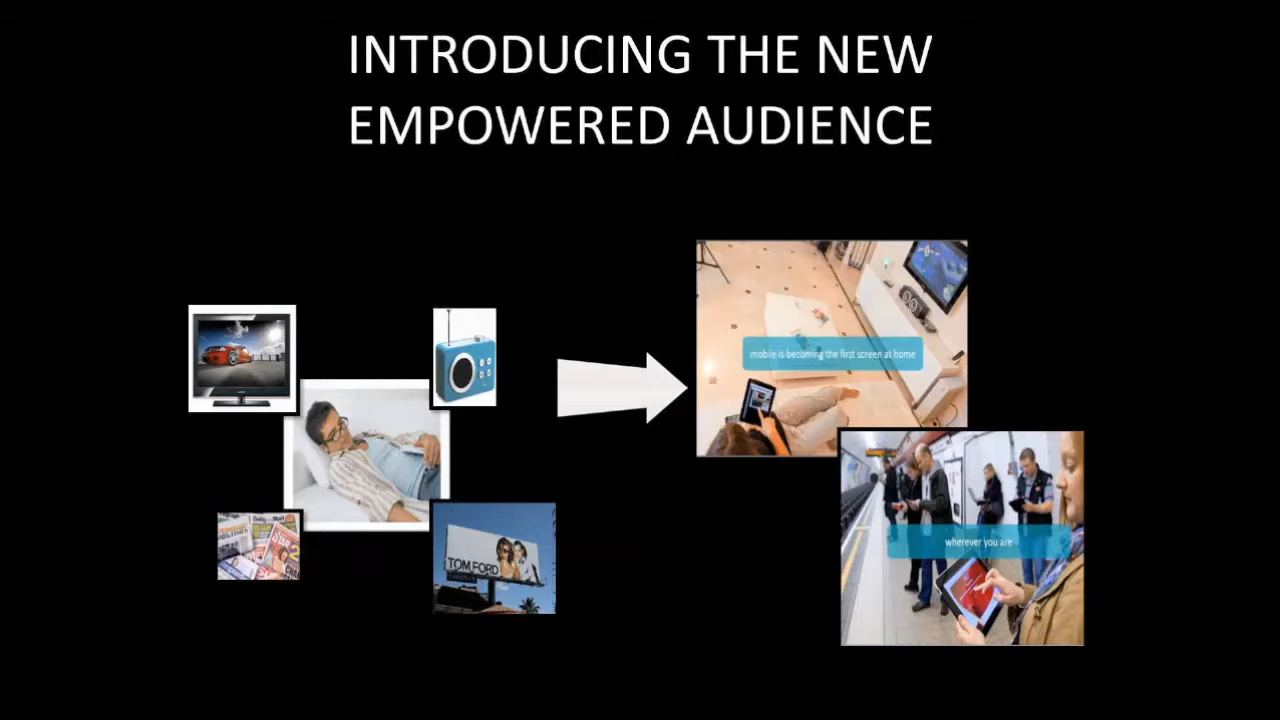 INTRODUCING THE NEW
EMPOWERED AUDIENCE
mobile is becoming the first screen at home
TOM FORD
wherever you are